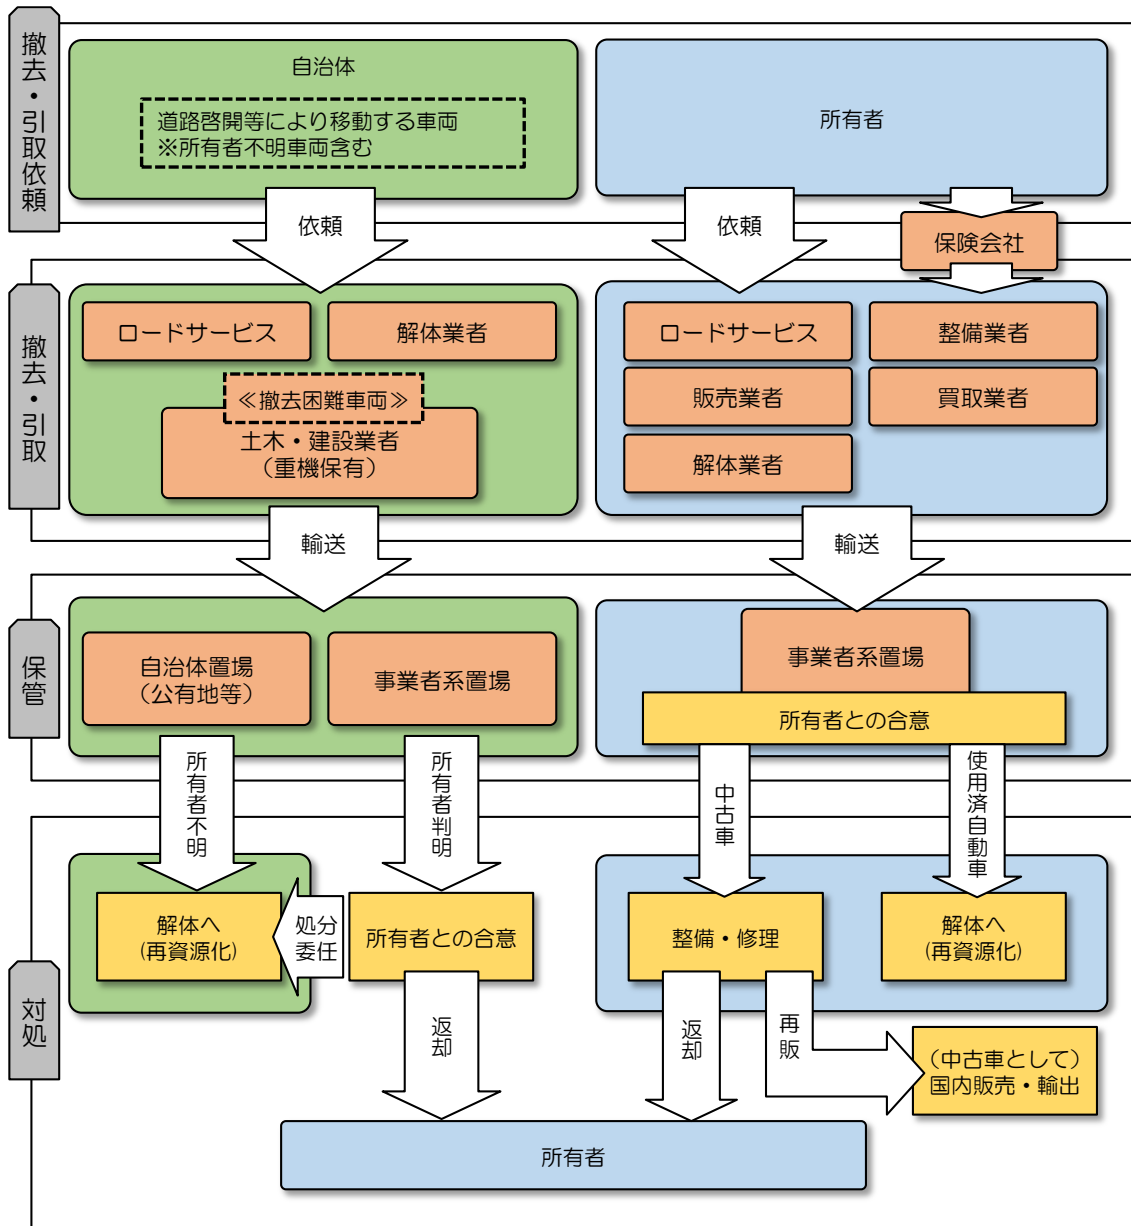 撤去・引取依頼
自治体
道路啓開等により移動する車両
※所有者不明車両含む
所有者
依頼
依頼
保険会社
撤去・引取
ロードサービス
解体業者
≪撤去困難車両≫
土木・建設業者
（重機保有）
ロードサービス
整備業者
販売業者
買取業者
解体業者
輸送
輸送
保管
自治体置場
（公有地等）
事業者系置場
事業者系置場
所有者との合意
所有者不明
所有者判明
中古車
使用済自動車
対処
解体へ
(再資源化)
処分
委任
所有者との合意
整備・修理
解体へ
(再資源化)
返却
返却
再販
（中古車として）
国内販売・輸出
所有者